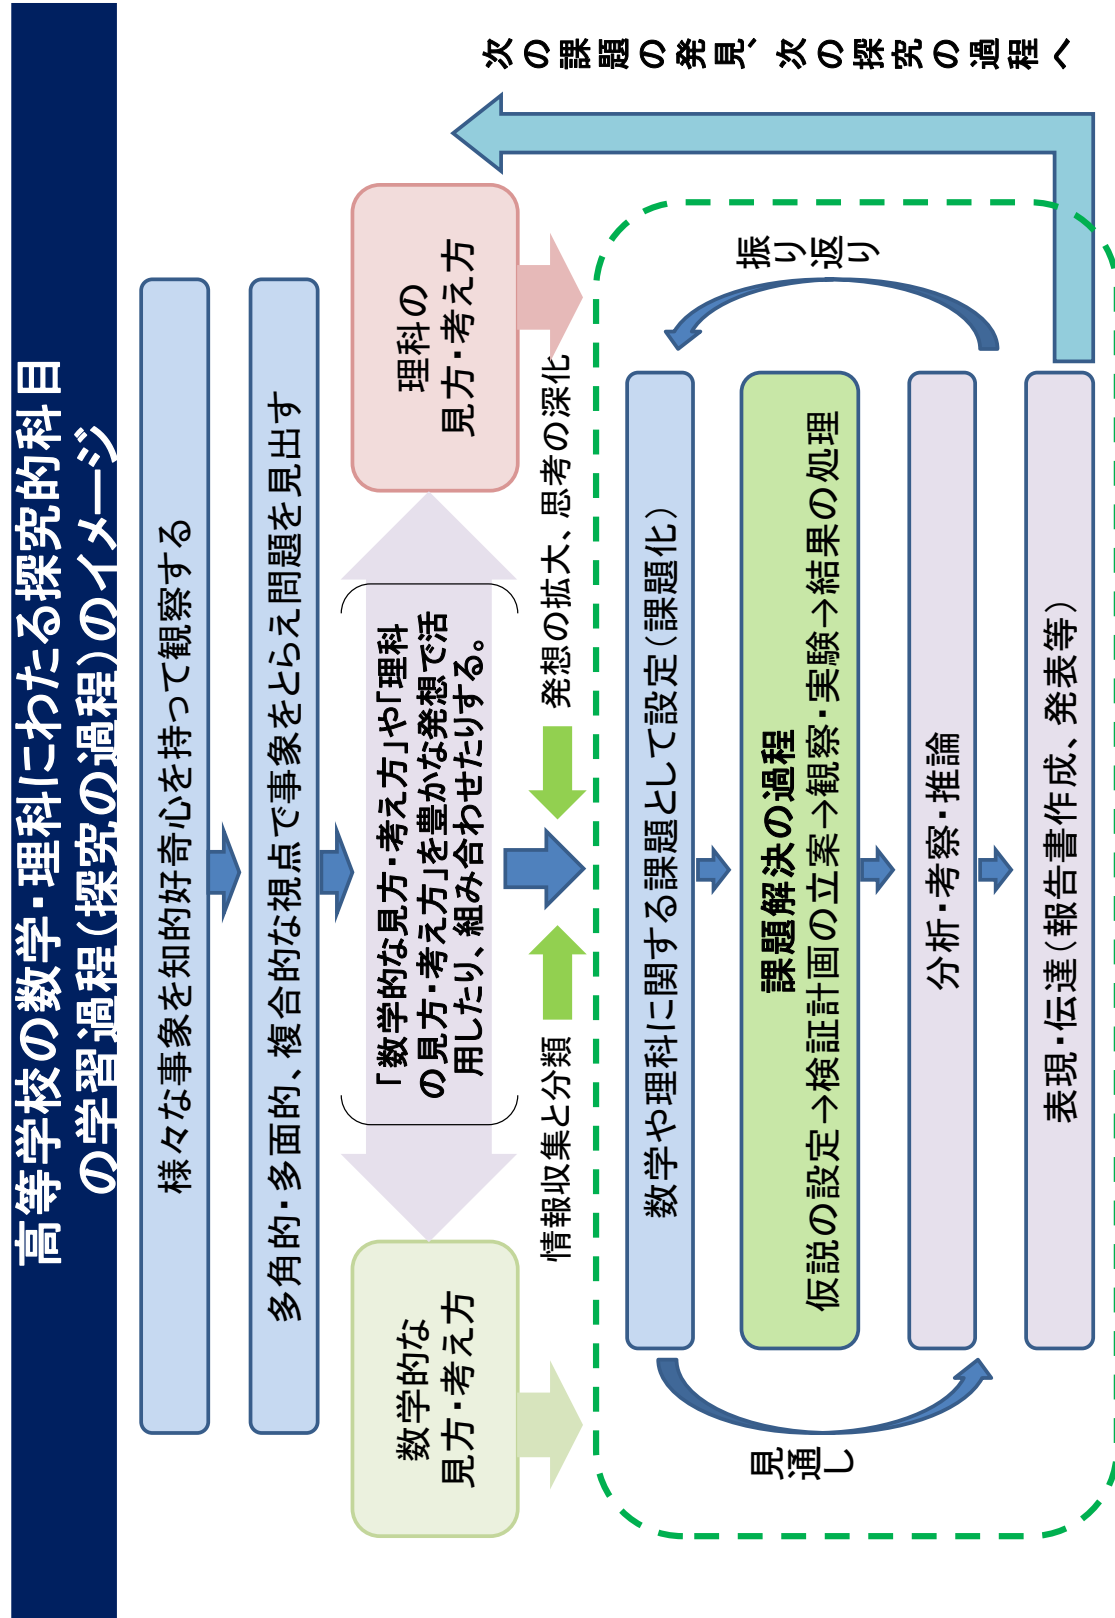 高等学校の数学・理科にわたる探究的科目
の学習過程(探究の過程)のイメージ
様々な事象を知的好奇心を持って観察する
多角的・多面的、複合的な視点で事象をとらえ問題を見出す
数学的な
見方・考え方
「数学的な見方・考え方」や「理科
の見方・考え方」を豊かな発想で活
用したり、組み合わせたりする。
理科の
見方・考え方
情報収集と分類
発想の拡大、思考の深化
数学や理科に関する課題として設定(課題化)
課題解決の過程
仮説の設定→検証計画の立案→観察・実験→結果の処理
分析・考察・推論
表現・伝達(報告書作成、発表等)
見通し
振り返り
次の課題の発見、次の探究の過程へ